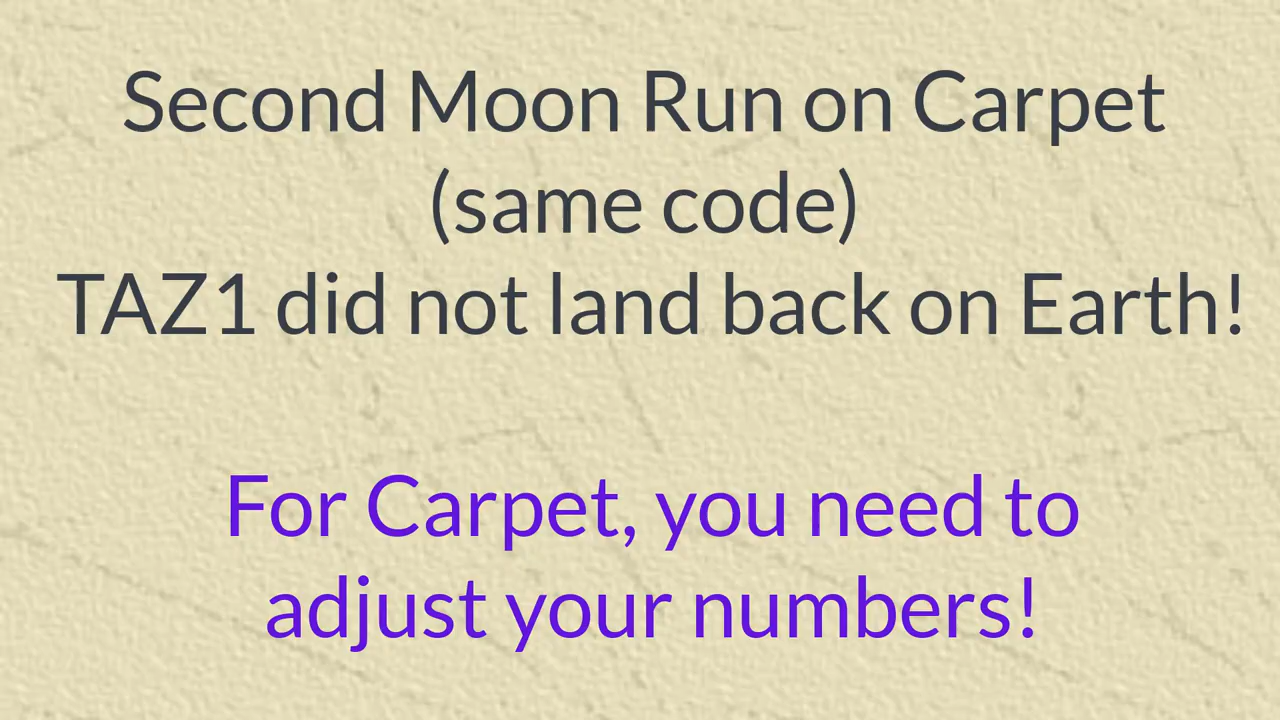 Second Moon Run on Carpet
(same code)
TAZ1 did not land back on Earth!
For Carpet, you need to
adjust your numbers!